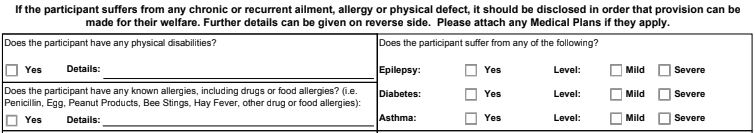 If the participant suffers from any chronic or recurrent ailment, allergy or physical defect, it should be disclosed in order that provision can be
made for their welfare. Further details can be given on reverse side. Please attach any Medical Plans if they apply.
Does the participant have any physical disabilities?
Yes Details:
Does the participant have any known allergies, including drugs or food allergies? (i.e.
Penicillin, Egg, Peanut Products, Bee Stings, Hay Fever, other drug or food allergies):
Yes Details:
Does the participant suffer from any of the following?
Epilepsy: Yes Level: Mild Severe
Diabetes: Yes Level: Mild Severe
Asthma: Yes Level: Mild Severe